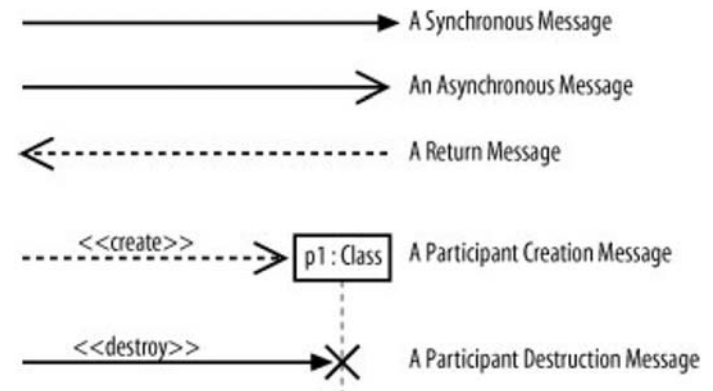 A Synchronous Message
An Asynchronous Message
A Return Message
<<create>>
p1 : Class
A Participant Creation Message
<<destroy>>
A Participant Destruction Message